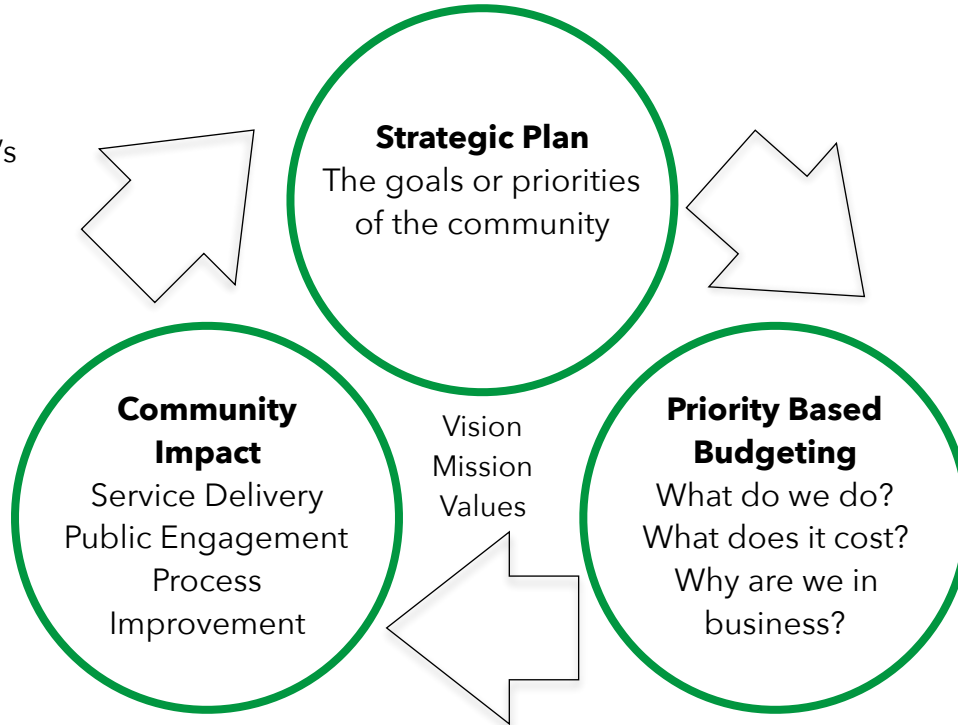 Strategic Plan
The goals or priorities
of the community
Community
Impact
Service Delivery
Public Engagement
Process
Improvement
Vision
Mission
Values
Priority Based
Budgeting
What do we do?
What does it cost?
Why are we in
business?